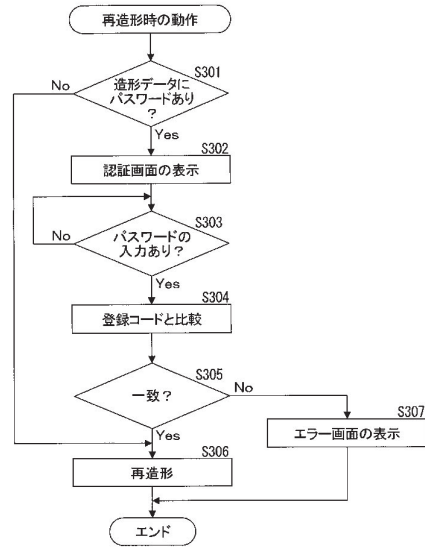 再造形時の動作
S301
造形データに
パスワードあり
?
No
Yes
S302
認証画面の表示
S303
パスワードの
入力あり?
No
Yes
S304
登録コードと比較
S305
一致?
No
Yes
S307
エラー画面の表示
S306
再造形
エンド